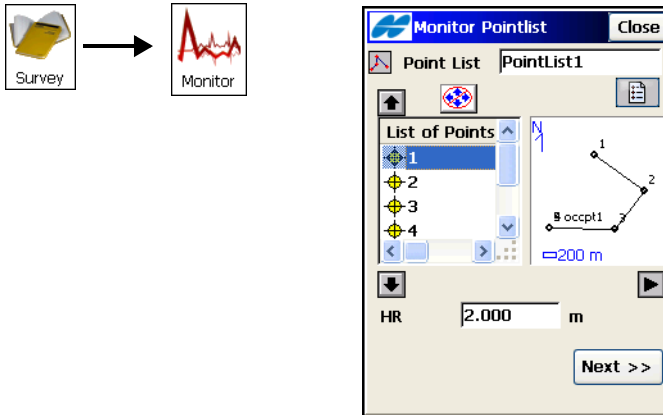 Survey
Monitor
Monitor Pointlist
Close
Point List
PointList1
List of Points
1
2
3
4
N
1
2
3
occpt1
200 m
HR
2.000
m
Next >>